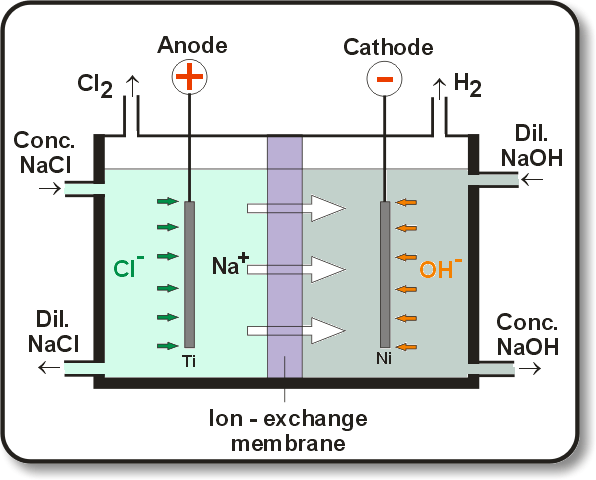 Anode
Cathode
+
-
Cl2
H2
Conc.
NaCl
Dil.
NaOH
Cl-
Na+
OH-
Dil.
NaCl
Conc.
NaOH
Ti
Ni
Ion - exchange
membrane